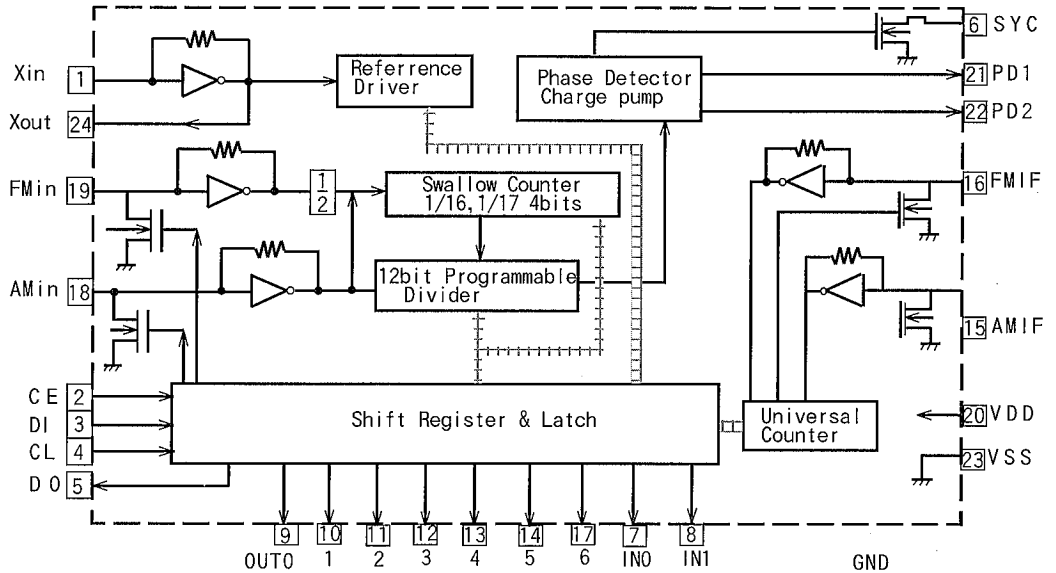 6 SYC
Xin 1
Referrence
Driver
Phase Detector
Charge pump
21 PD1
22 PD2
Xout 24
FMin 19
1
2
Swallow Counter
1/16,1/17 4bits
16 FMIF
AMin 18
12bit Programmable
Divider
15 AMIF
CE 2
DI 3
CL 4
DO 5
Shift Register & Latch
Universal
Counter
20 VDD
23 VSS
9 10 11 12 13 14 17 7 8
OUT0 1 2 3 4 5 6 IN0 IN1 GND